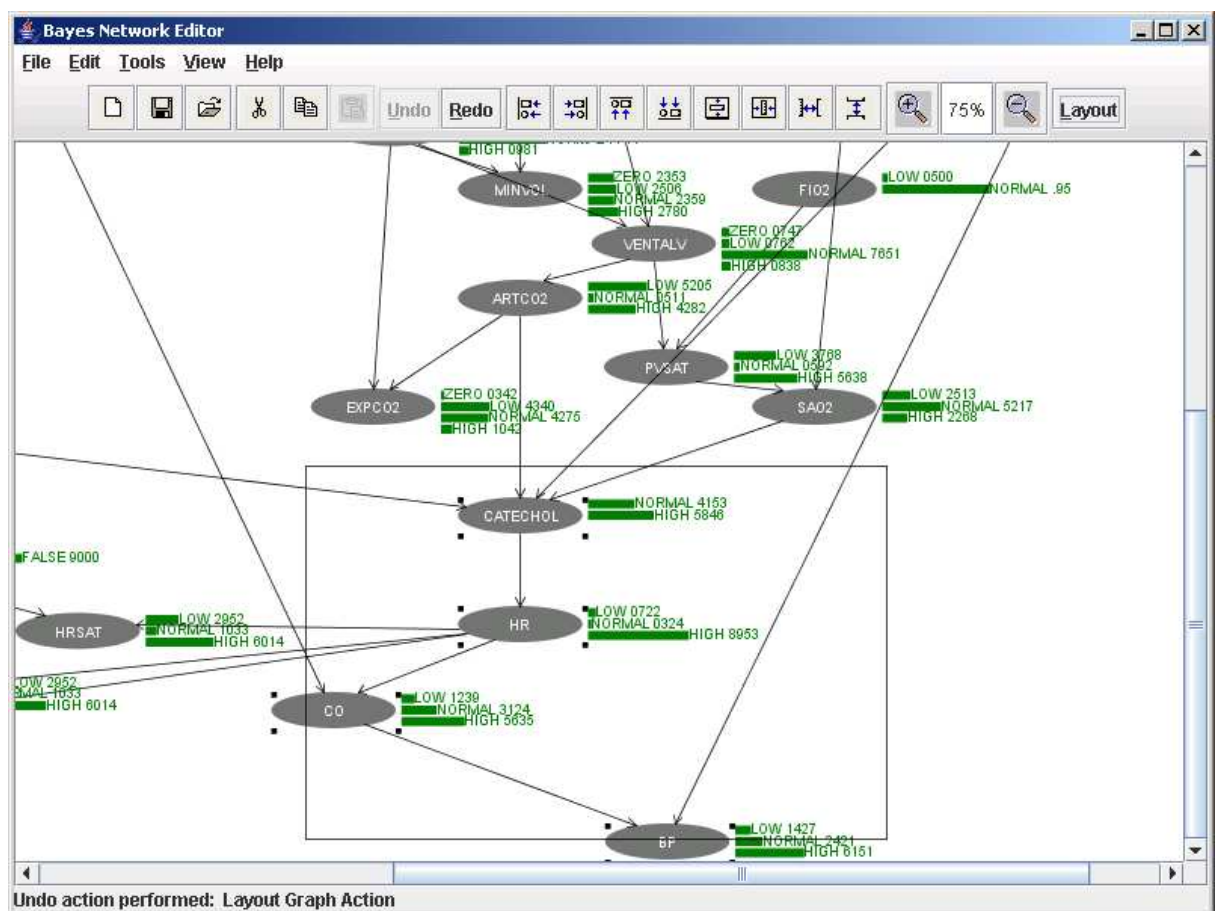 Bayes Network Editor
File Edit Tools View Help
Undo Redo 75% Layout
HIGH 0981
MINVOL
ZERO 2353
LOW 2506
NORMAL 2359
HIGH 2780
FIO2
LOW 0500
NORMAL .95
VENTALV
ZERO 0747
LOW 0762
NORMAL 7651
HIGH 0838
ARTCO2
LOW 5205
NORMAL 0511
HIGH 4282
PVSAT
LOW 3768
NORMAL 0592
HIGH 5638
EXPCO2
ZERO 0342
LOW 4340
NORMAL 4275
HIGH 1042
SAO2
LOW 2513
NORMAL 5217
HIGH 2268
CATECHOL
NORMAL 4153
HIGH 5846
FALSE 9000
HRSAT
LOW 2952
NORMAL 1033
HIGH 6014
HR
LOW 0722
NORMAL 0324
HIGH 8953
LOW 2952
HIGH 6014
CO
LOW 1239
NORMAL 3124
HIGH 5635
BP
LOW 1427
NORMAL 2421
HIGH 6151
Undo action performed: Layout Graph Action